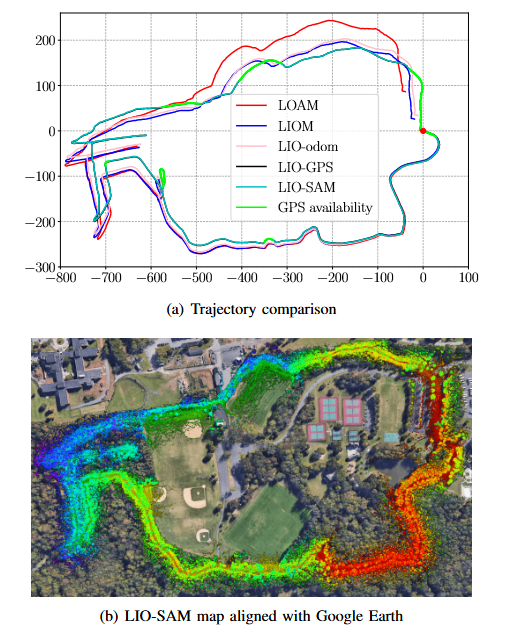 200
100
0
−100
−200
−300
−800 −700 −600 −500 −400 −300 −200 −100 0 100
LOAM
LIOM
LIO-odom
LIO-GPS
LIO-SAM
GPS availability
(a) Trajectory comparison
(b) LIO-SAM map aligned with Google Earth